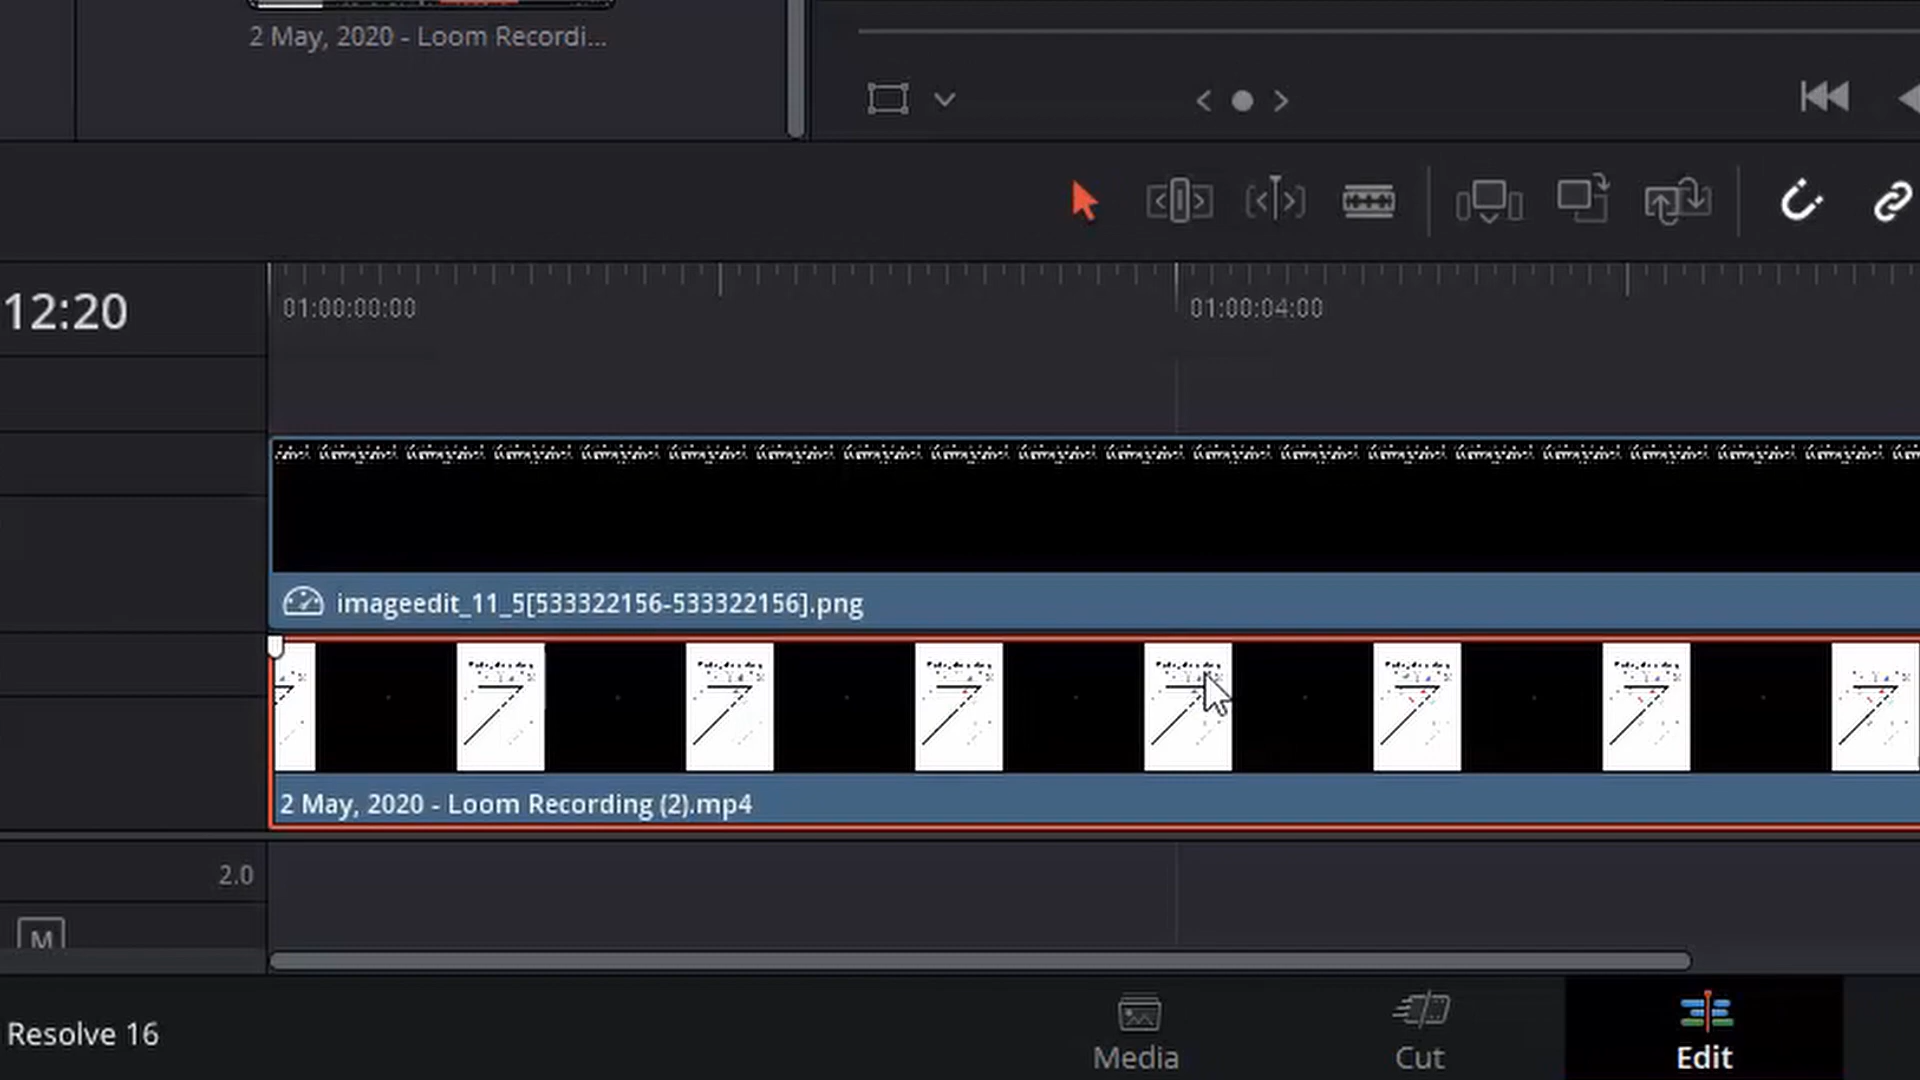 2 May, 2020 - Loom Recordi...
12:20
01:00:00:00
01:00:04:00
imageedit_11_5[533322156-533322156].png
2 May, 2020 - Loom Recording (2).mp4
2.0
M
Resolve 16
Media
Cut
Edit